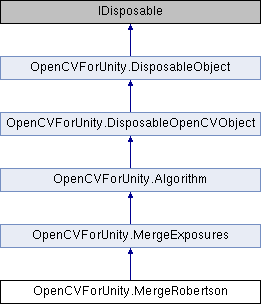 IDisposable
OpenCVForUnity.DisposableObject
OpenCVForUnity.DisposableOpenCVObject
OpenCVForUnity.Algorithm
OpenCVForUnity.MergeExposures
OpenCVForUnity.MergeRobertson